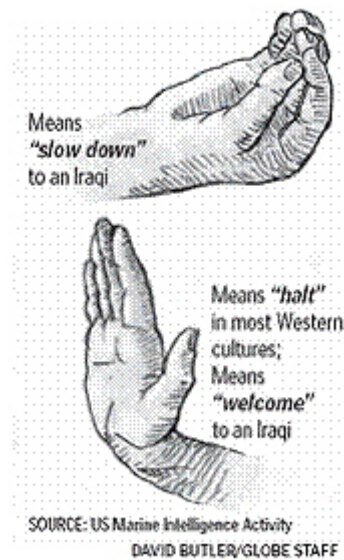 Means
"slow down"
to an Iraqi
Means "halt"
in most Western
cultures;
Means
"welcome"
to an Iraqi
SOURCE: US Marine Intelligence Activity
DAVID BUTLER/GLOBE STAFF